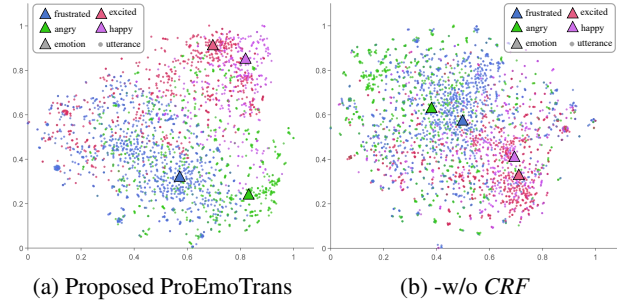 frustrated excited
angry happy
emotion utterance
1
0.8
0.6
0.4
0.2
0
0 0.2 0.4 0.6 0.8 1
(a) Proposed ProEmoTrans
frustrated excited
angry happy
emotion utterance
1
0.8
0.6
0.4
0.2
0
0 0.2 0.4 0.6 0.8 1
(b) -w/o CRF